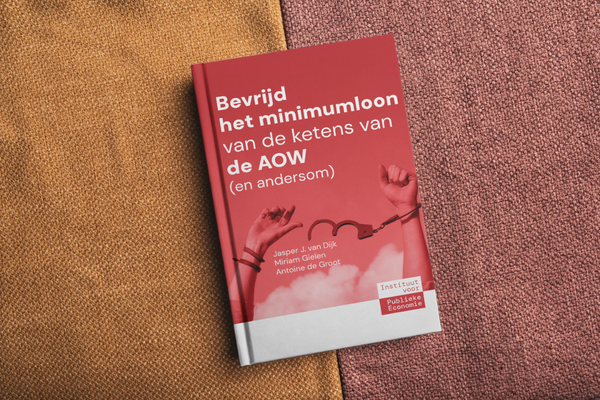 Bevrijd
het minimumloon
van de ketens van
de AOW
(en andersom)
Jasper J. van Dijk
Miriam Gielen
Antoine de Groot
Instituut
voor
Publieke
Economie